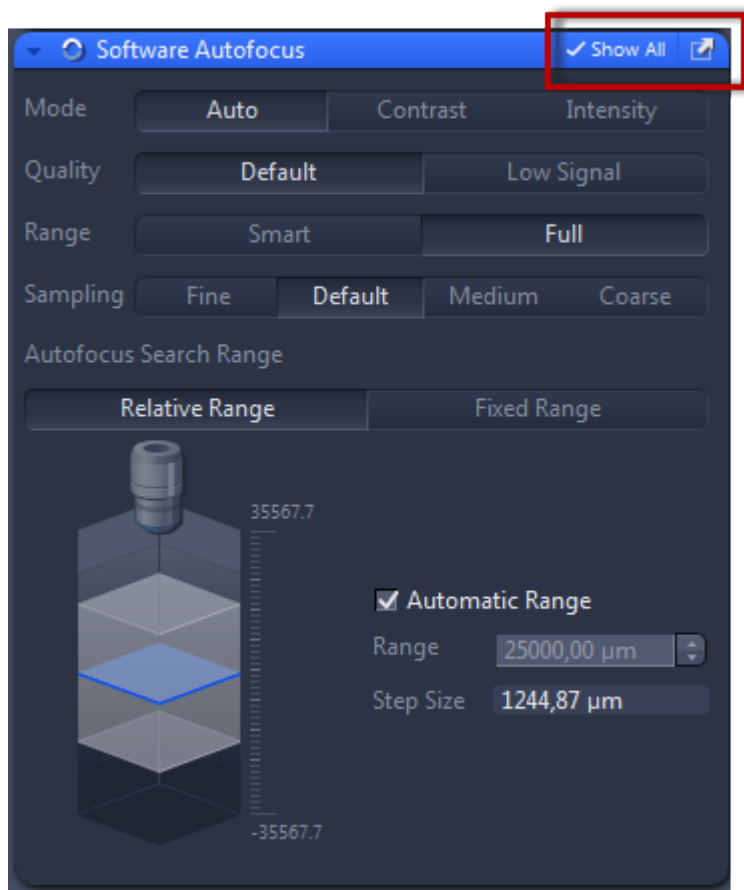 Software Autofocus Show All
Mode Auto Contrast Intensity
Quality Default Low Signal
Range Smart Full
Sampling Fine Default Medium Coarse
Autofocus Search Range
Relative Range Fixed Range
35567.7
Automatic Range
Range 25000,00 µm
Step Size 1244,87 µm
-35567.7